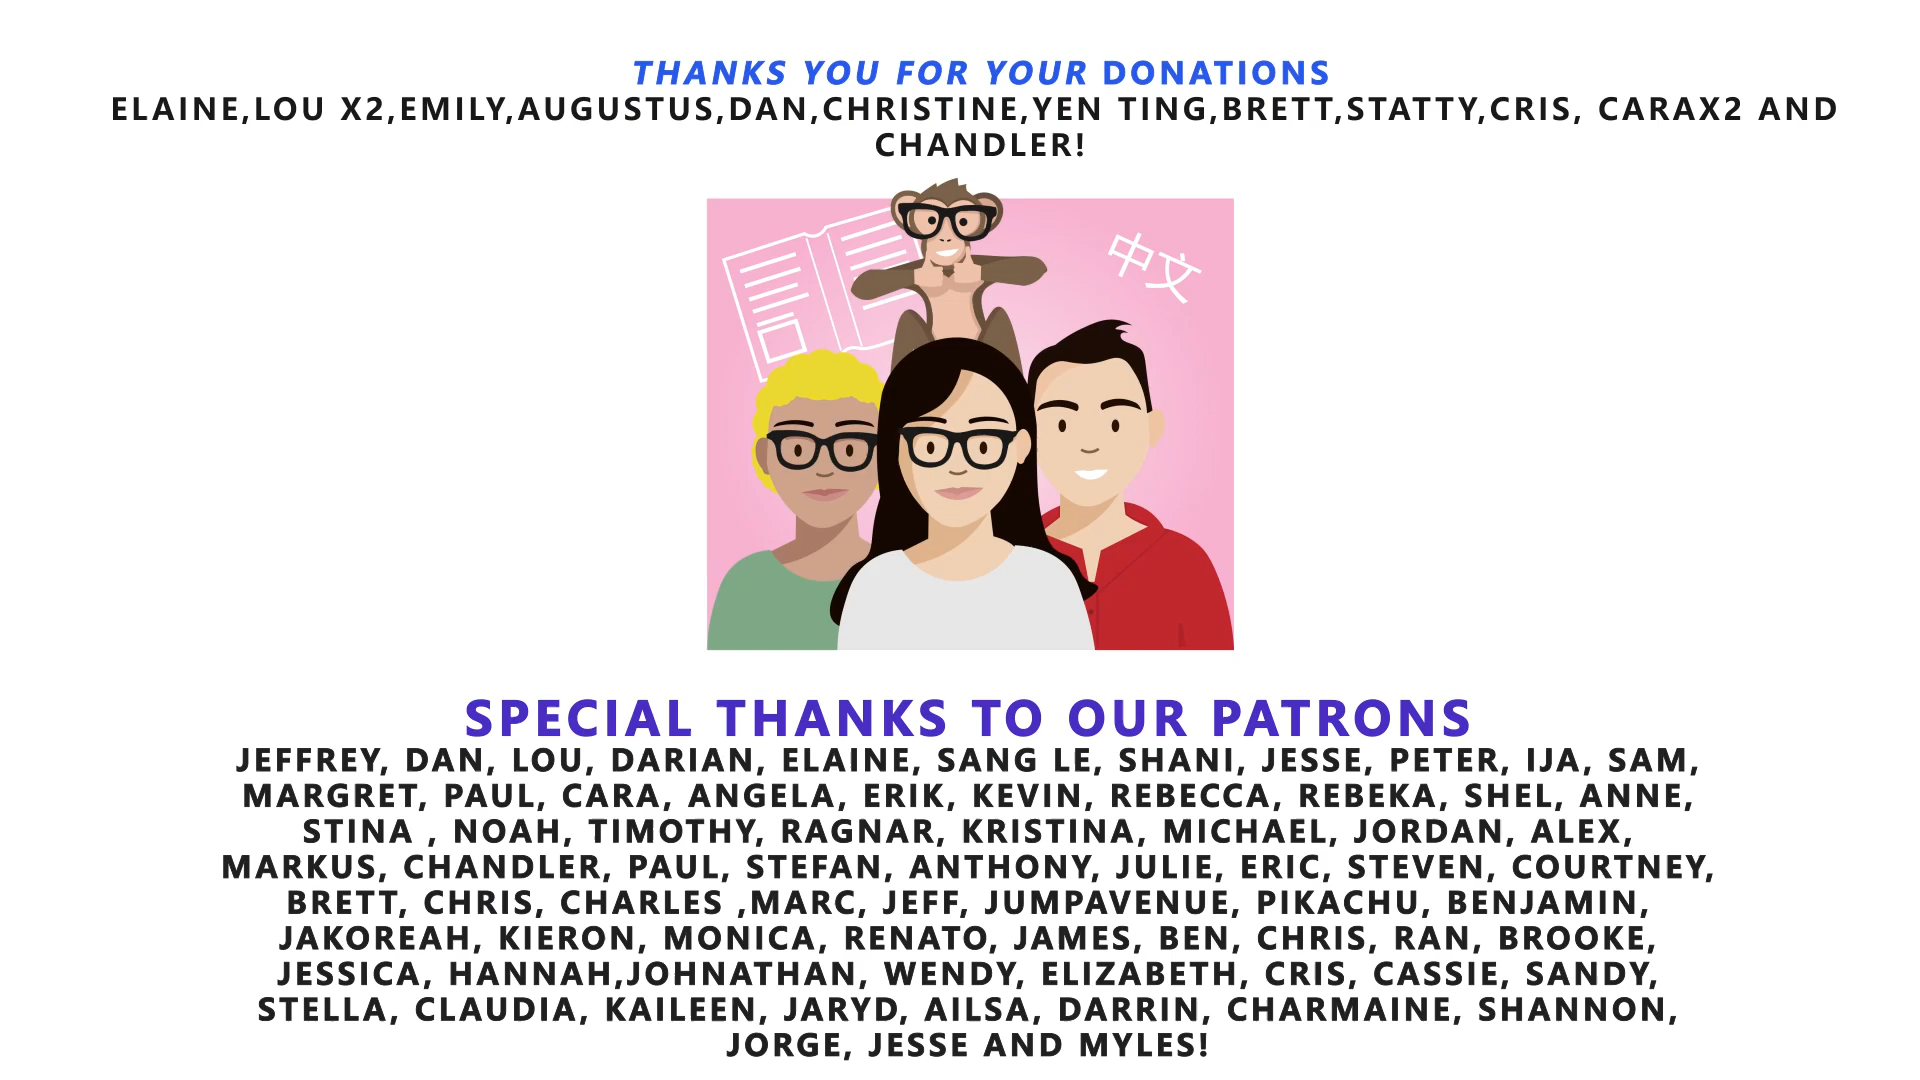 THANKS YOU FOR YOUR DONATIONS
ELAINE,LOU X2,EMILY,AUGUSTUS,DAN,CHRISTINE,YEN TING,BRETT,STATTY,CRIS, CARAX2 AND
CHANDLER!
中文
SPECIAL THANKS TO OUR PATRONS
JEFFREY, DAN, LOU, DARIAN, ELAINE, SANG LE, SHANI, JESSE, PETER, IJA, SAM,
MARGRET, PAUL, CARA, ANGELA, ERIK, KEVIN, REBECCA, REBEKA, SHEL, ANNE,
STINA , NOAH, TIMOTHY, RAGNAR, KRISTINA, MICHAEL, JORDAN, ALEX,
MARKUS, CHANDLER, PAUL, STEFAN, ANTHONY, JULIE, ERIC, STEVEN, COURTNEY,
BRETT, CHRIS, CHARLES ,MARC, JEFF, JUMPAVENUE, PIKACHU, BENJAMIN,
JAKOREAH, KIERON, MONICA, RENATO, JAMES, BEN, CHRIS, RAN, BROOKE,
JESSICA, HANNAH,JOHNATHAN, WENDY, ELIZABETH, CRIS, CASSIE, SANDY,
STELLA, CLAUDIA, KAILEEN, JARYD, AILSA, DARRIN, CHARMAINE, SHANNON,
JORGE, JESSE AND MYLES!